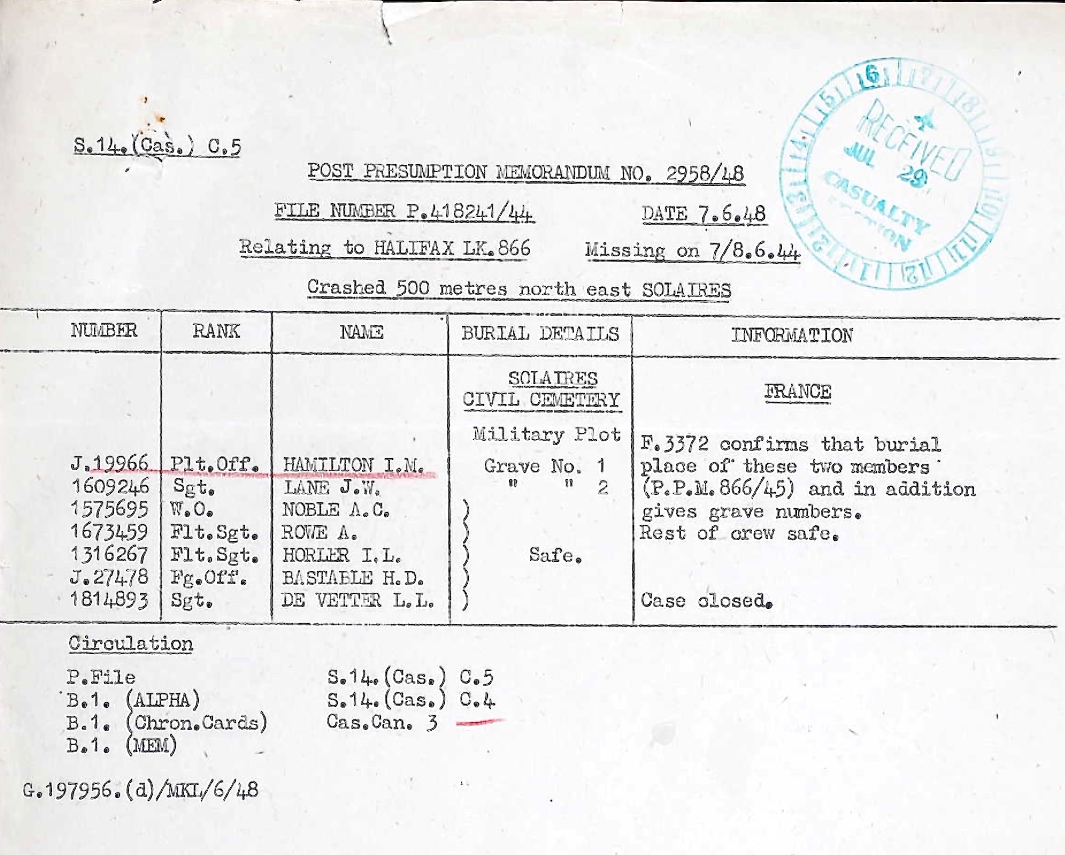 S.14.(Cas.) C.5
POST PRESUMPTION MEMORANDUM NO. 2958/48
FILE NUMBER P.418241/44 DATE 7.6.48
Relating to HALIFAX LK.866 Missing on 7/8.6.44
Crashed 500 metres north east SOLAIRES
RECEIVED
JUL 29
CASUALTY
NUMBER RANK NAME BURIAL DETAILS INFORMATION
SOLAIRES
CIVIL CEMETERY
FRANCE
Military Plot
F.3372 confirms that burial
J.19966 Plt.Off. HAMILTON I.M. Grave No. 1 place of these two members
1609246 Sgt. LANE J.W. " " 2 (P.P.M.866/45) and in addition
1575695 W.O. NOBLE A.C. ) gives grave numbers.
1673459 Flt.Sgt. ROWE A. ) Rest of crew safe.
1316267 Flt.Sgt. HORLER I.L. ) Safe.
J.27478 Fg.Off. BASTABLE H.D. )
1814893 Sgt. DE VETTER L.L. ) Case closed.
Circulation
P.File S.14.(Cas.) C.5
B.1. (ALPHA) S.14.(Cas.) C.4
B.1. (Chron.Cards) Cas.Can. 3
B.1. (MEM)
G.197956.(d)/MKL/6/48